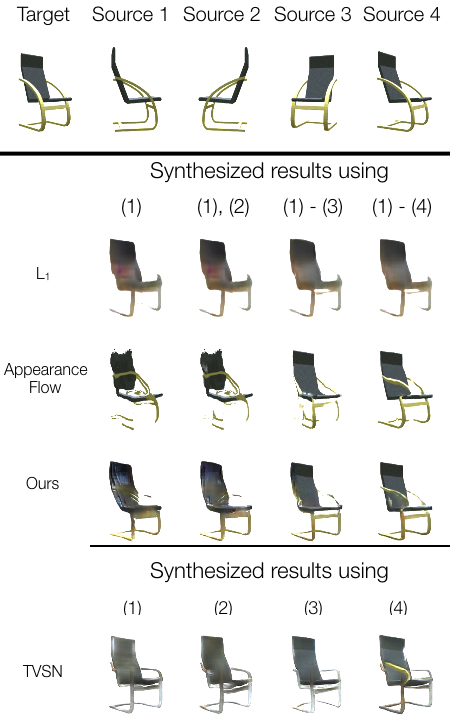 Target Source 1 Source 2 Source 3 Source 4
Synthesized results using
(1) (1), (2) (1) - (3) (1) - (4)
L1
Appearance
Flow
Ours
Synthesized results using
(1) (2) (3) (4)
TVSN